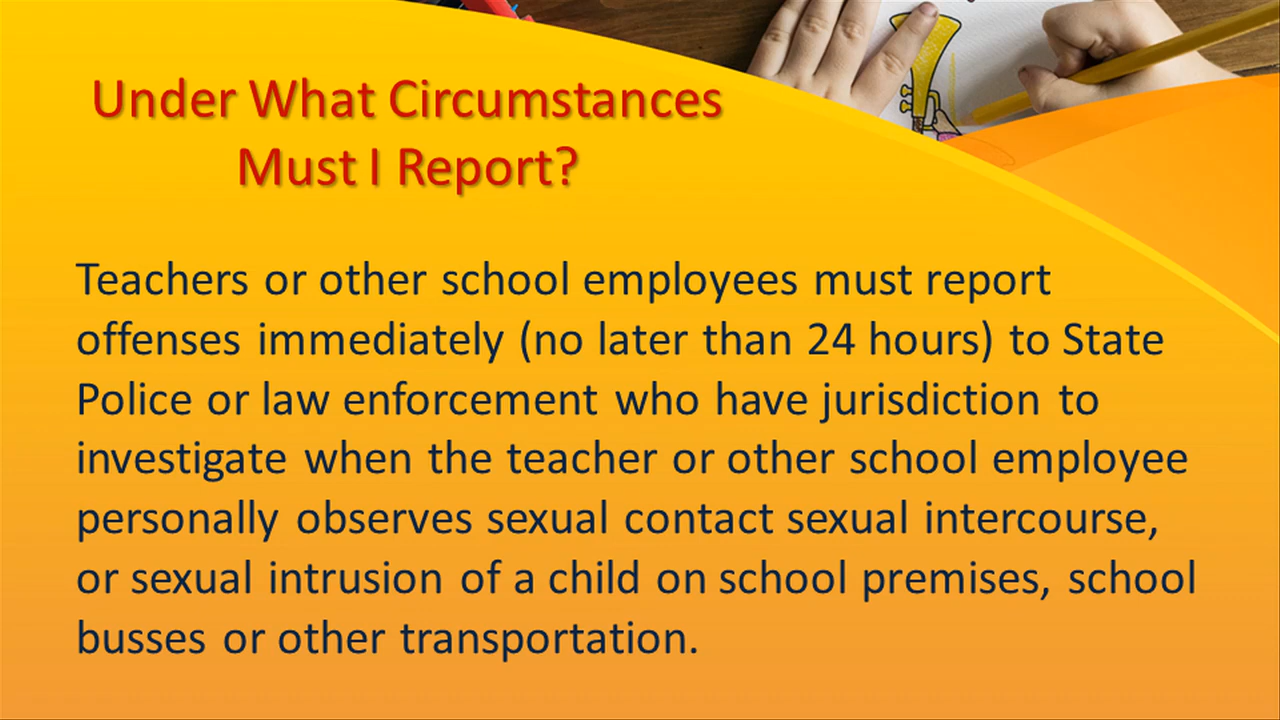 Under What Circumstances
Must I Report?
Teachers or other school employees must report
offenses immediately (no later than 24 hours) to State
Police or law enforcement who have jurisdiction to
investigate when the teacher or other school employee
personally observes sexual contact sexual intercourse,
or sexual intrusion of a child on school premises, school
busses or other transportation.